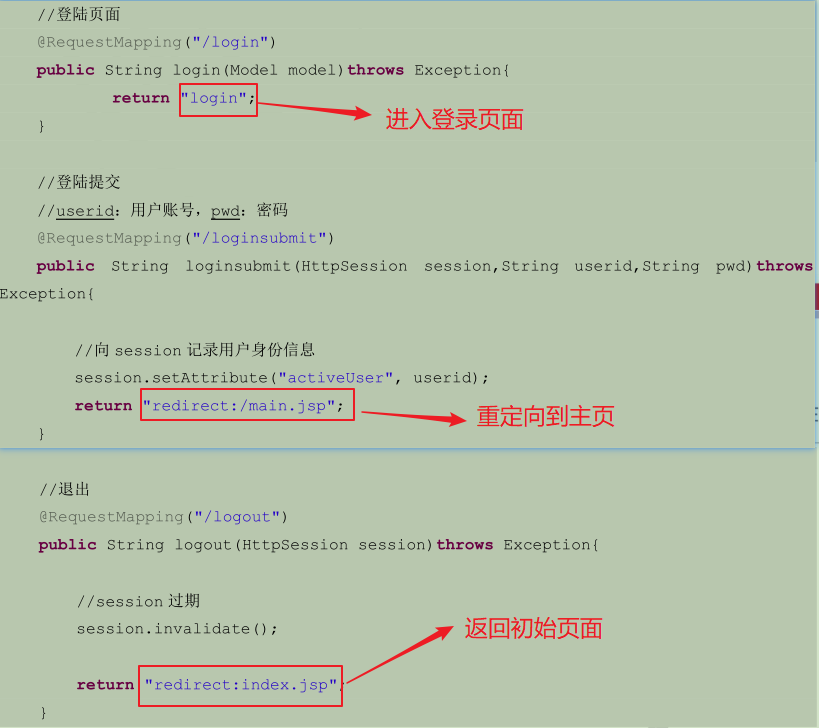 //登陆页面
@RequestMapping("/login")
public String login(Model model)throws Exception{
return "login";
进入登录页面
}
//登陆提交
//userid：用户账号，pwd：密码
@RequestMapping("/loginsubmit")
public String loginsubmit(HttpSession session,String userid,String pwd)throws
Exception{
//向 session 记录用户身份信息
session.setAttribute("activeUser", userid);
return "redirect:/main.jsp";
重定向到主页
}
//退出
@RequestMapping("/logout")
public String logout(HttpSession session)throws Exception{
//session 过期
session.invalidate();
返回初始页面
return "redirect:index.jsp";
}